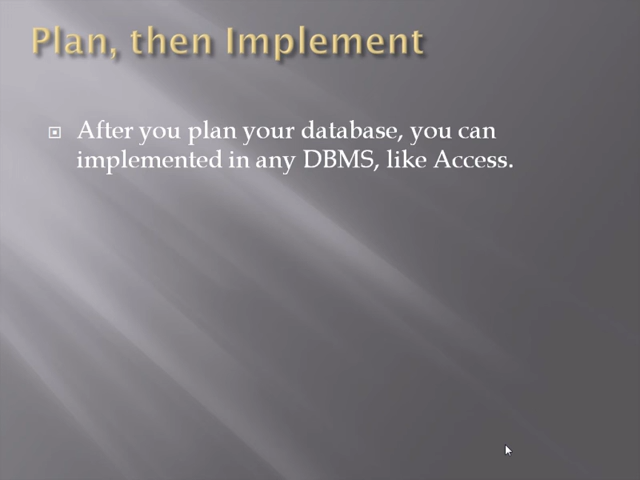 Plan, then Implement
After you plan your database, you can
implemented in any DBMS, like Access.